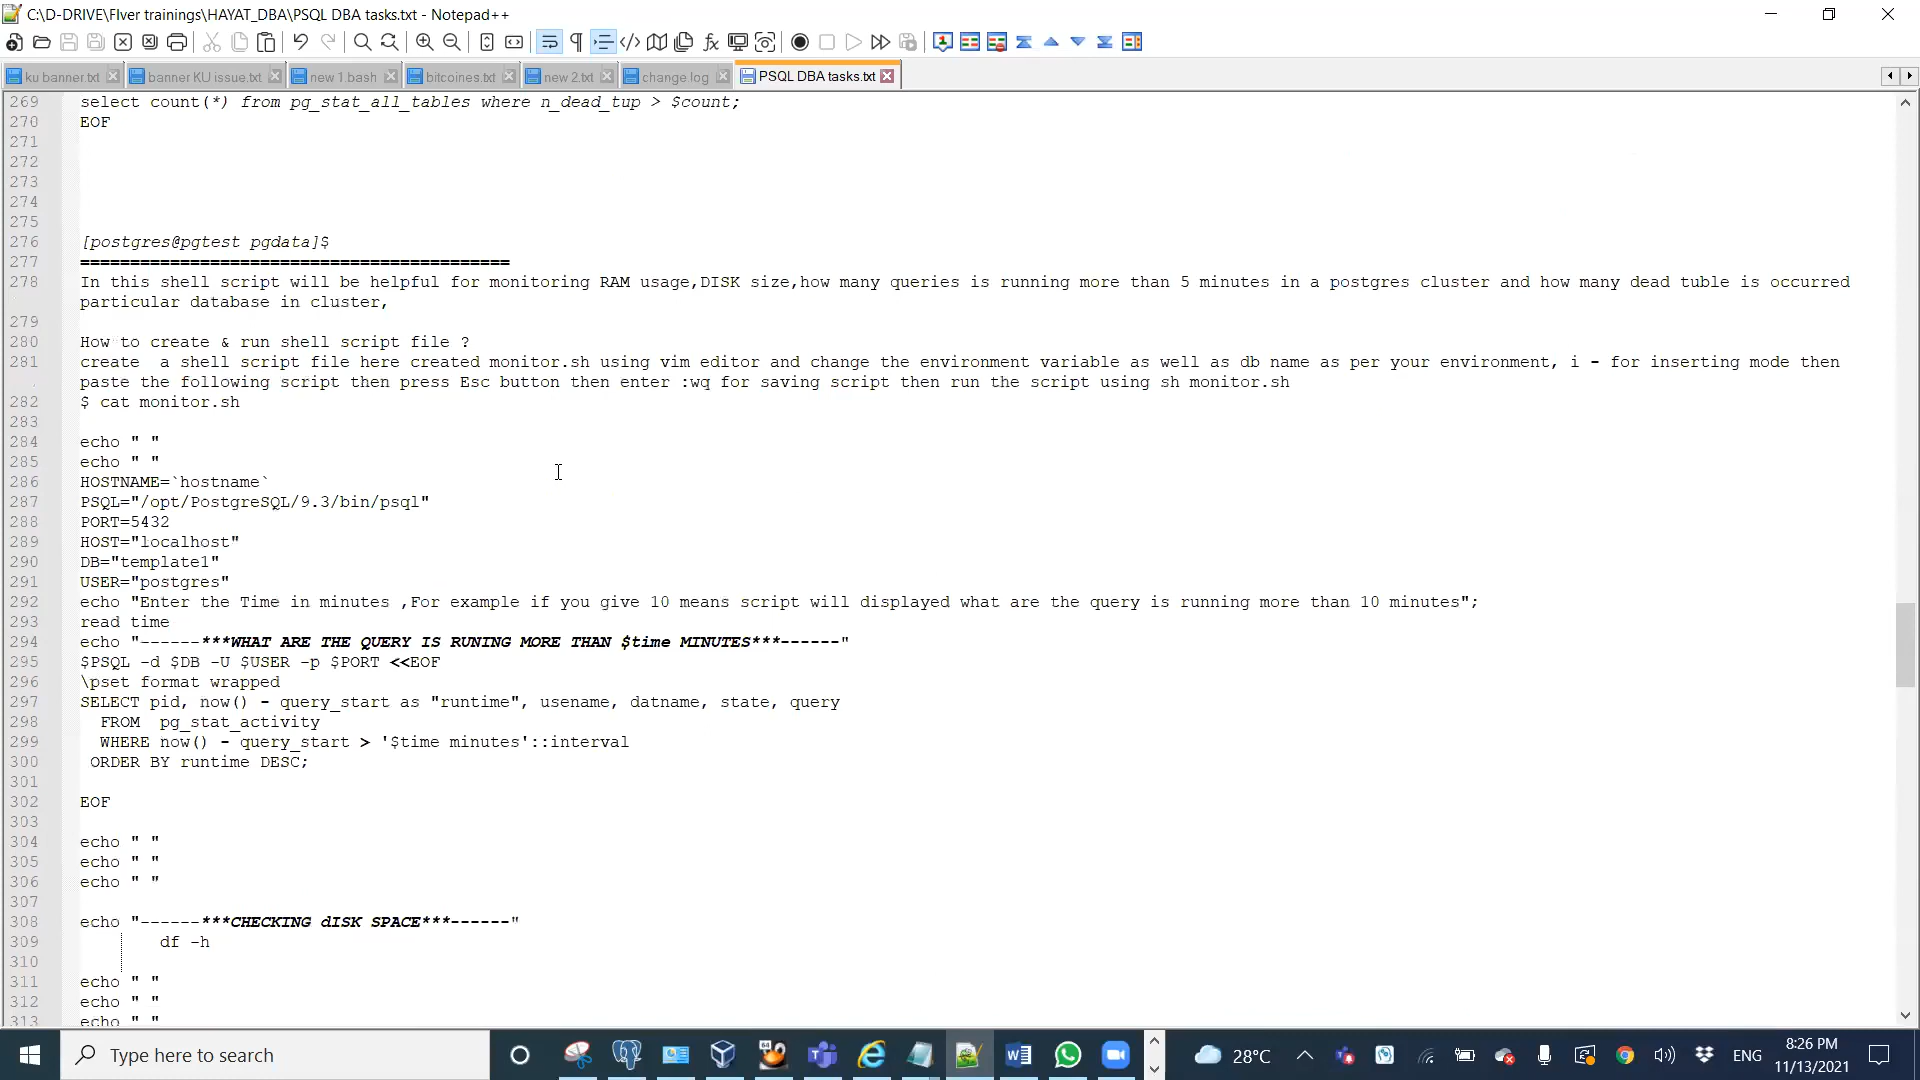 C:\D-DRIVE\FIver trainings\HAYAT_DBA\PSQL DBA tasks.txt - Notepad++
ku banner.txt banner KU issue.txt new 1 bash bitcoines.txt new 2.txt change.log PSQL DBA tasks.txt
269 select count(*) from pg_stat_all_tables where n_dead_tup > $count;
270 EOF
271
272
273
274
275
276 [postgres@pgtest pgdata]$
277 ===========================================
278 In this shell script will be helpful for monitoring RAM usage,DISK size,how many queries is running more than 5 minutes in a postgres cluster and how many dead tuble is occurred
particular database in cluster,
279
280 How to create & run shell script file ?
281 create  a shell script file here created monitor.sh using vim editor and change the environment variable as well as db name as per your environment, i - for inserting mode then
paste the following script then press Esc button then enter :wq for saving script then run the script using sh monitor.sh
282 $ cat monitor.sh
283
284 echo " "
285 echo " "
286 HOSTNAME=`hostname`
287 PSQL="/opt/PostgreSQL/9.3/bin/psql"
288 PORT=5432
289 HOST="localhost"
290 DB="template1"
291 USER="postgres"
292 echo "Enter the Time in minutes ,For example if you give 10 means script will displayed what are the query is running more than 10 minutes";
293 read time
294 echo "------***WHAT ARE THE QUERY IS RUNING MORE THAN $time MINUTES***------"
295 $PSQL -d $DB -U $USER -p $PORT <<EOF
296 \pset format wrapped
297 SELECT pid, now() - query_start as "runtime", usename, datname, state, query
298   FROM  pg_stat_activity
299   WHERE now() - query_start > '$time minutes'::interval
300  ORDER BY runtime DESC;
301
302 EOF
303
304 echo " "
305 echo " "
306 echo " "
307
308 echo "------***CHECKING dISK SPACE***------"
309         df -h
310
311 echo " "
312 echo " "
313 echo " "
Type here to search
28°C
ENG
8:26 PM
11/13/2021